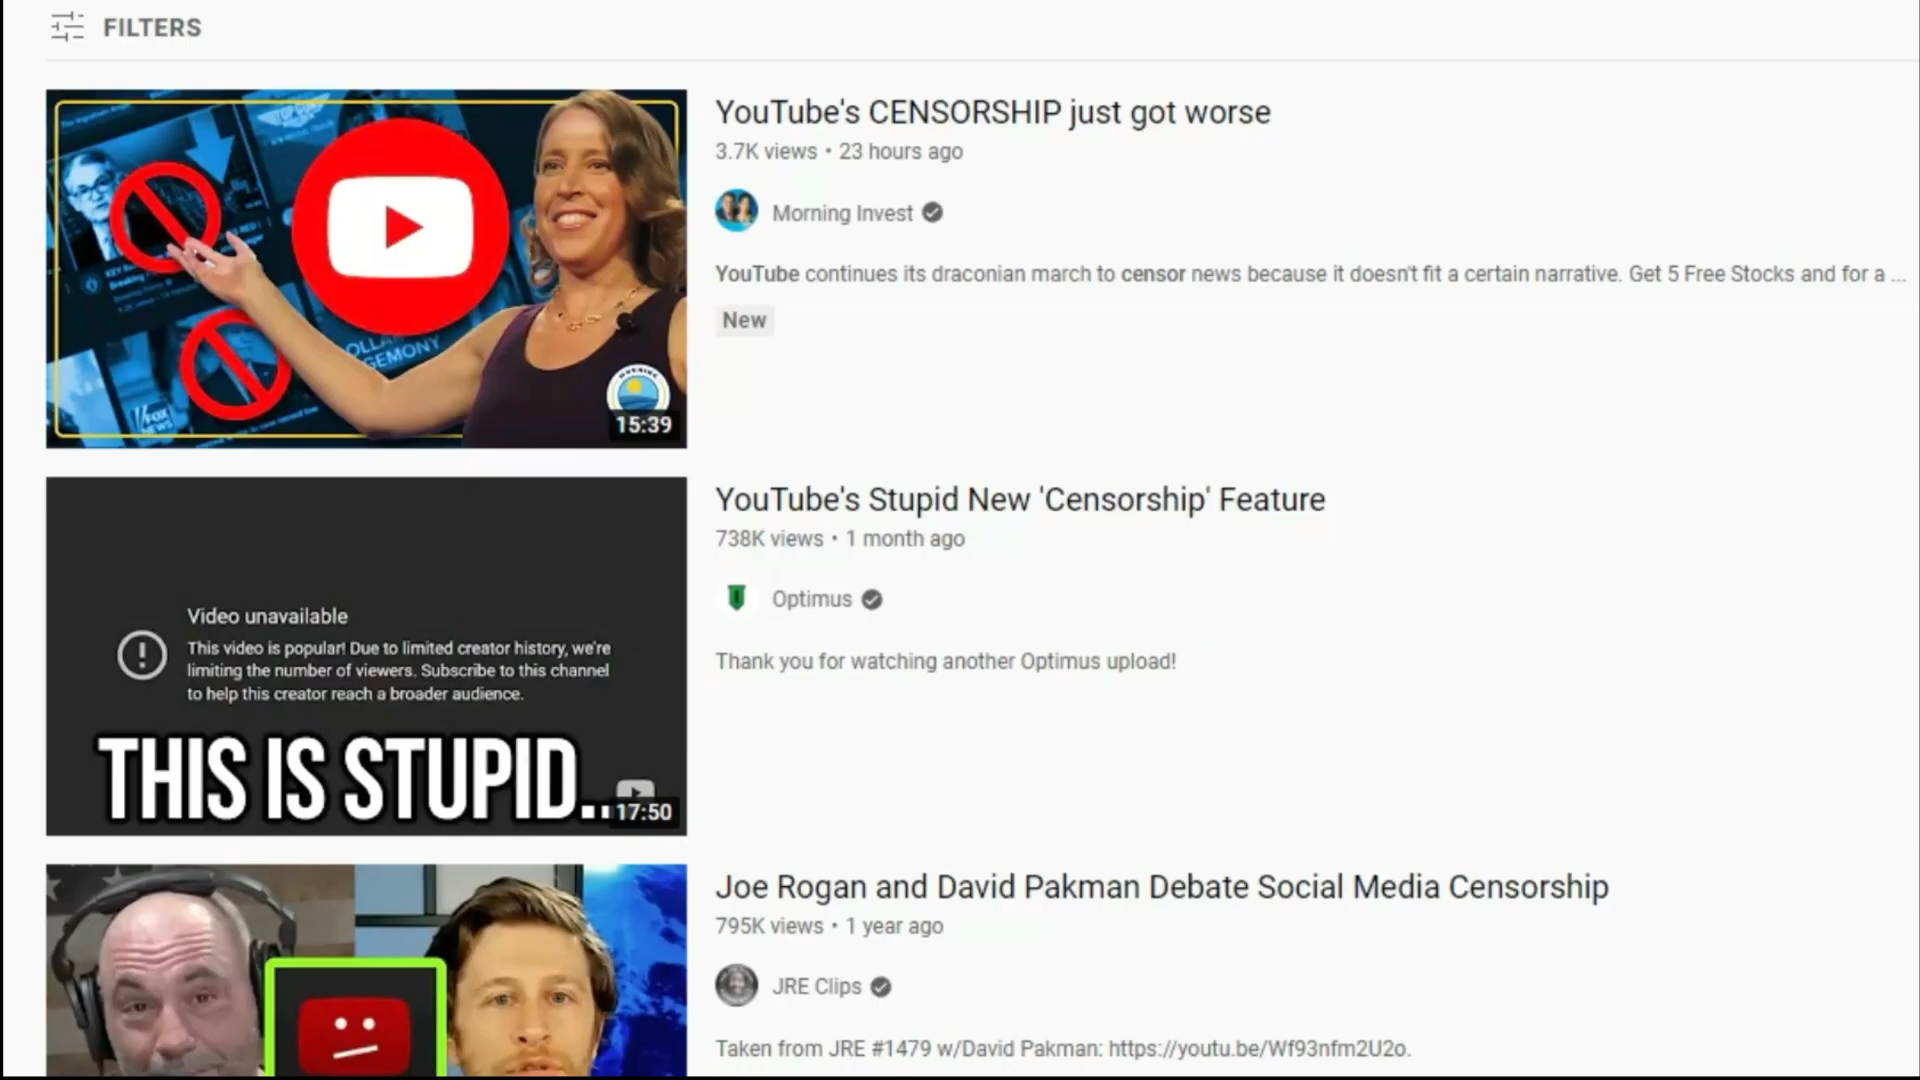 FILTERS
YouTube's CENSORSHIP just got worse
3.7K views • 23 hours ago
Morning Invest
YouTube continues its draconian march to censor news because it doesn't fit a certain narrative. Get 5 Free Stocks and for a ...
New
TOP GUN
HEGEMONY
FOX
NEWS
MORNING
15:39
YouTube's Stupid New 'Censorship' Feature
738K views • 1 month ago
Optimus
Thank you for watching another Optimus upload!
Video unavailable
This video is popular! Due to limited creator history, we're
limiting the number of viewers. Subscribe to this channel
to help this creator reach a broader audience.
THIS IS STUPID...
17:50
Joe Rogan and David Pakman Debate Social Media Censorship
795K views • 1 year ago
JRE Clips
Taken from JRE #1479 w/David Pakman: https://youtu.be/Wf93nfm2U2o.